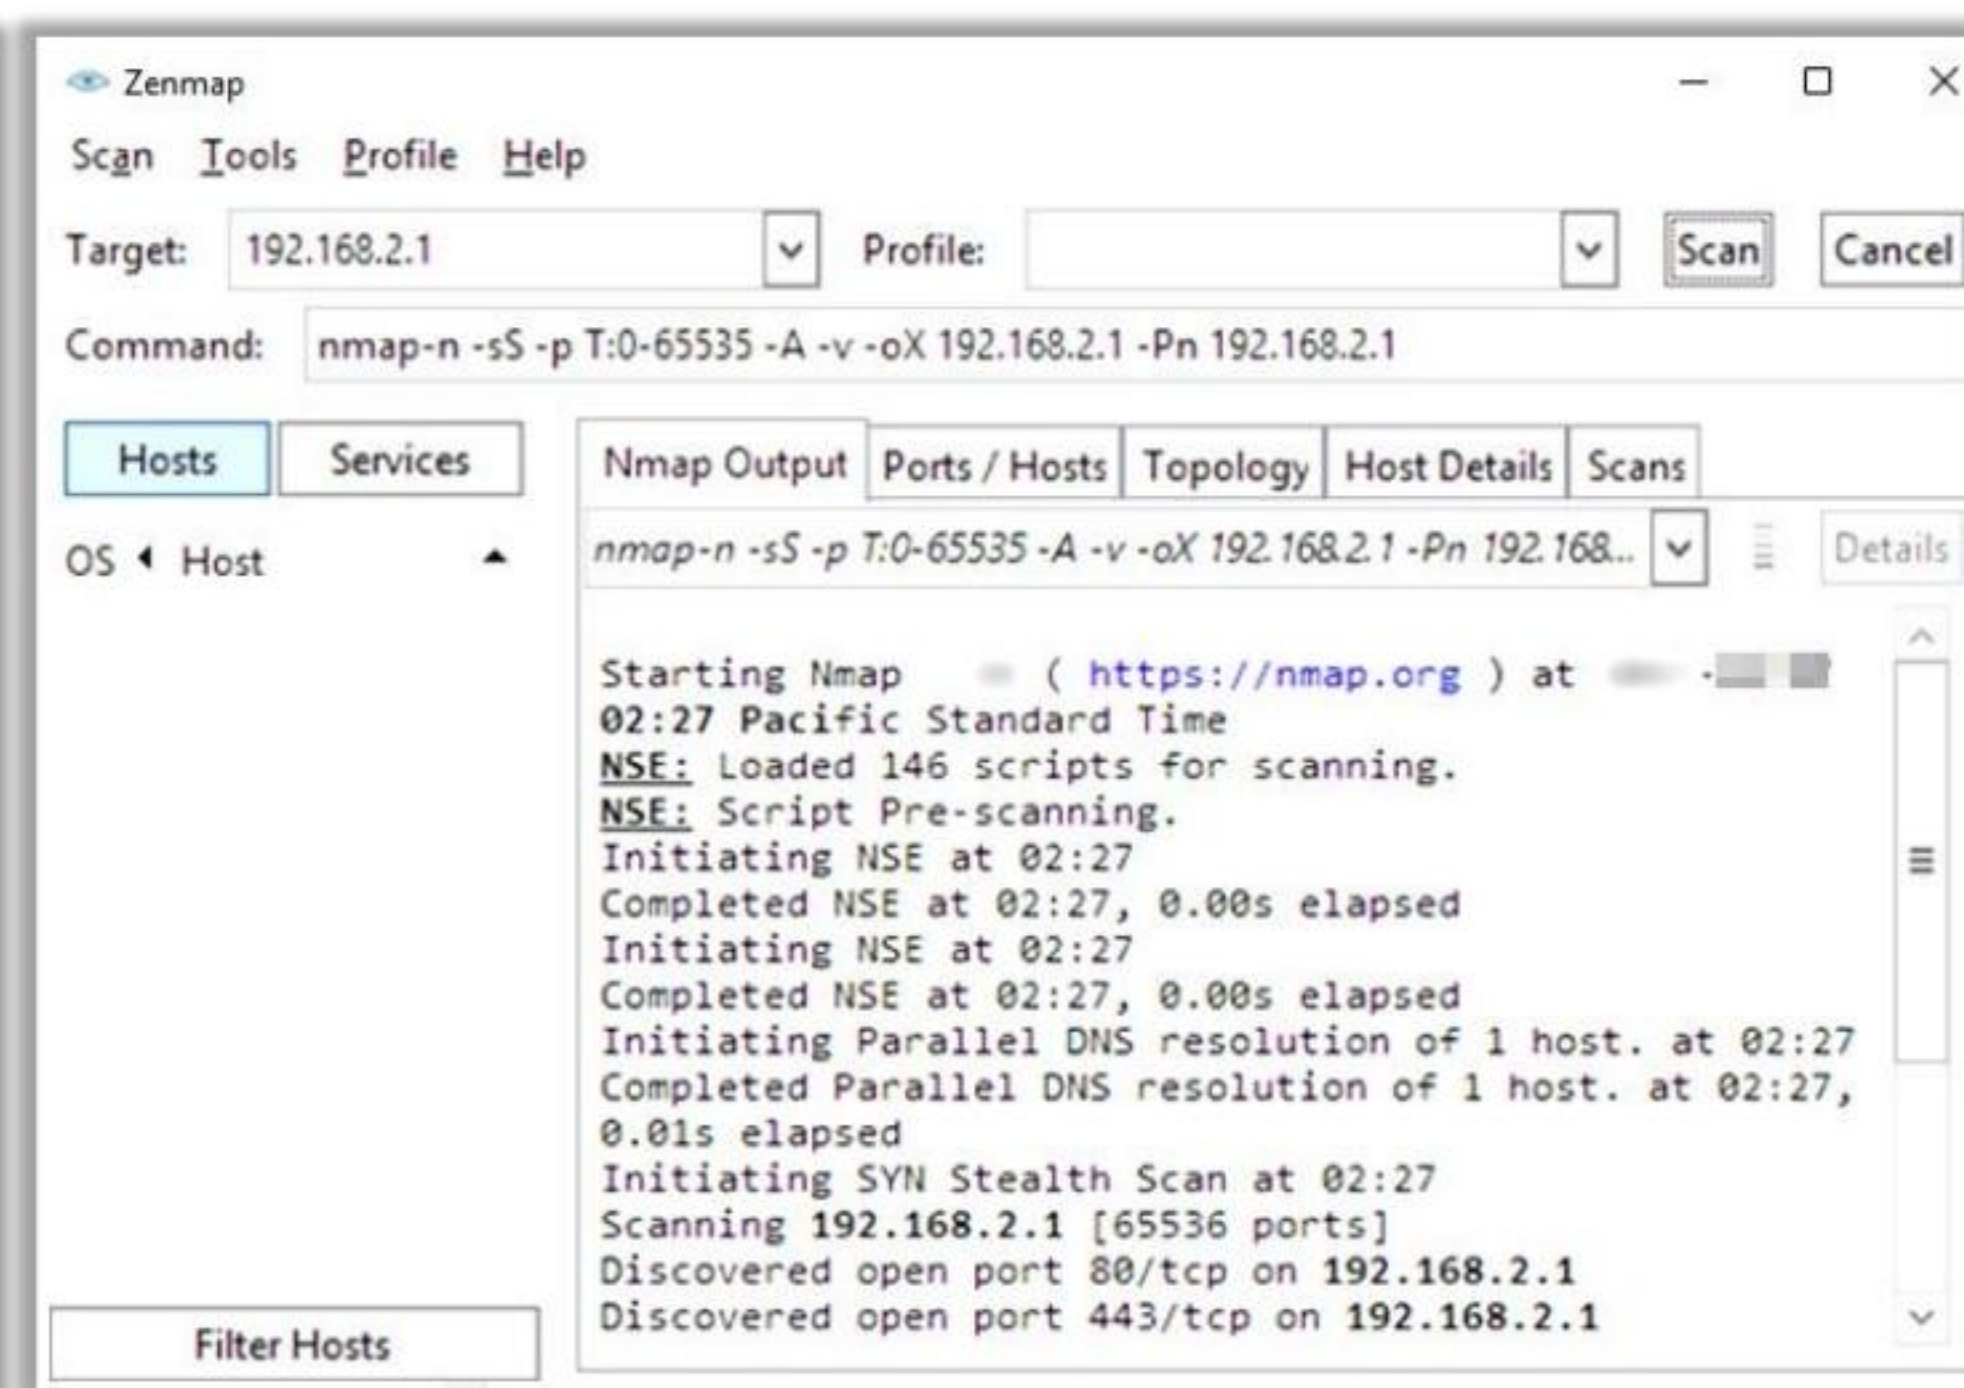 Zenmap
Scan Tools Profile Help
Target: 192.168.2.1 Profile: Scan Cancel
Command: nmap-n -sS -p T:0-65535 -A -v -oX 192.168.2.1 -Pn 192.168.2.1
Hosts Services Nmap Output Ports / Hosts Topology Host Details Scans
OS Host nmap-n -sS -p T:0-65535 -A -v -oX 192.168.2.1 -Pn 192.168... Details
Starting Nmap ( https://nmap.org ) at -
02:27 Pacific Standard Time
NSE: Loaded 146 scripts for scanning.
NSE: Script Pre-scanning.
Initiating NSE at 02:27
Completed NSE at 02:27, 0.00s elapsed
Initiating NSE at 02:27
Completed NSE at 02:27, 0.00s elapsed
Initiating Parallel DNS resolution of 1 host. at 02:27
Completed Parallel DNS resolution of 1 host. at 02:27,
0.01s elapsed
Initiating SYN Stealth Scan at 02:27
Scanning 192.168.2.1 [65536 ports]
Discovered open port 80/tcp on 192.168.2.1
Discovered open port 443/tcp on 192.168.2.1
Filter Hosts